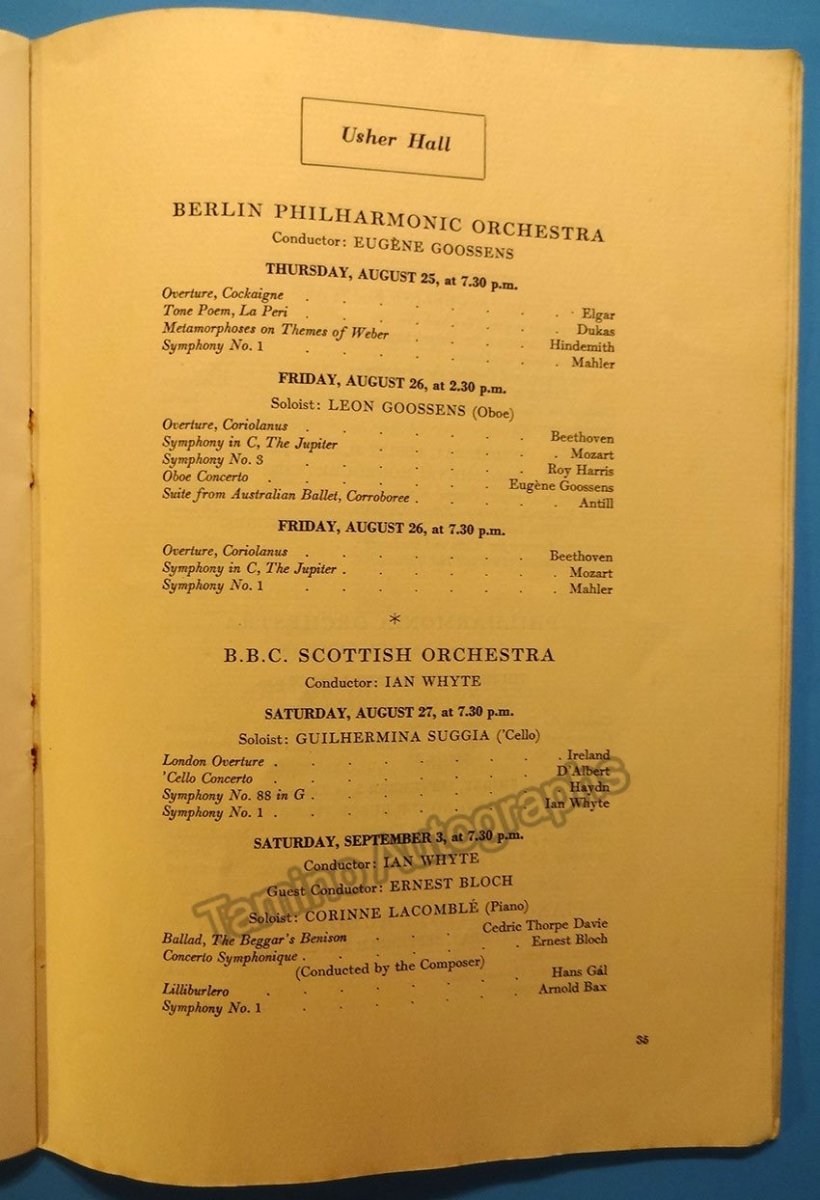 Usher Hall
BERLIN PHILHARMONIC ORCHESTRA
Conductor: EUGÈNE GOOSSENS
THURSDAY, AUGUST 25, at 7.30 p.m.
Overture, Cockaigne . . . . . . . Elgar
Tone Poem, La Peri . . . . . . . Dukas
Metamorphoses on Themes of Weber . . . . Hindemith
Symphony No. 1 . . . . . . . Mahler
FRIDAY, AUGUST 26, at 2.30 p.m.
Soloist: LEON GOOSSENS (Oboe)
Overture, Coriolanus . . . . . . . Beethoven
Symphony in C, The Jupiter . . . . . . Mozart
Symphony No. 3 . . . . . . . Roy Harris
Oboe Concerto . . . . . . . Eugène Goossens
Suite from Australian Ballet, Corroboree . . . . . Antill
FRIDAY, AUGUST 26, at 7.30 p.m.
Overture, Coriolanus . . . . . . . Beethoven
Symphony in C, The Jupiter . . . . . . . Mozart
Symphony No. 1 . . . . . . . . Mahler
*
B.B.C. SCOTTISH ORCHESTRA
Conductor: IAN WHYTE
SATURDAY, AUGUST 27, at 7.30 p.m.
Soloist: GUILHERMINA SUGGIA ('Cello)
London Overture . . . . . . . . . Ireland
'Cello Concerto . . . . . . . . D'Albert
Symphony No. 88 in G . . . . . . . Haydn
Symphony No. 1 . . . . . . . . Ian Whyte
SATURDAY, SEPTEMBER 3, at 7.30 p.m.
Conductor: IAN WHYTE
Guest Conductor: ERNEST BLOCH
Soloist: CORINNE LACOMBLÉ (Piano)
Ballad, The Beggar's Benison . . . Cedric Thorpe Davie
Concerto Symphonique . . . . . . . Ernest Bloch
(Conducted by the Composer)
Lilliburlero . . . . . . . . Hans Gál
Symphony No. 1 . . . . . . . Arnold Bax
35
Tamino Autographs